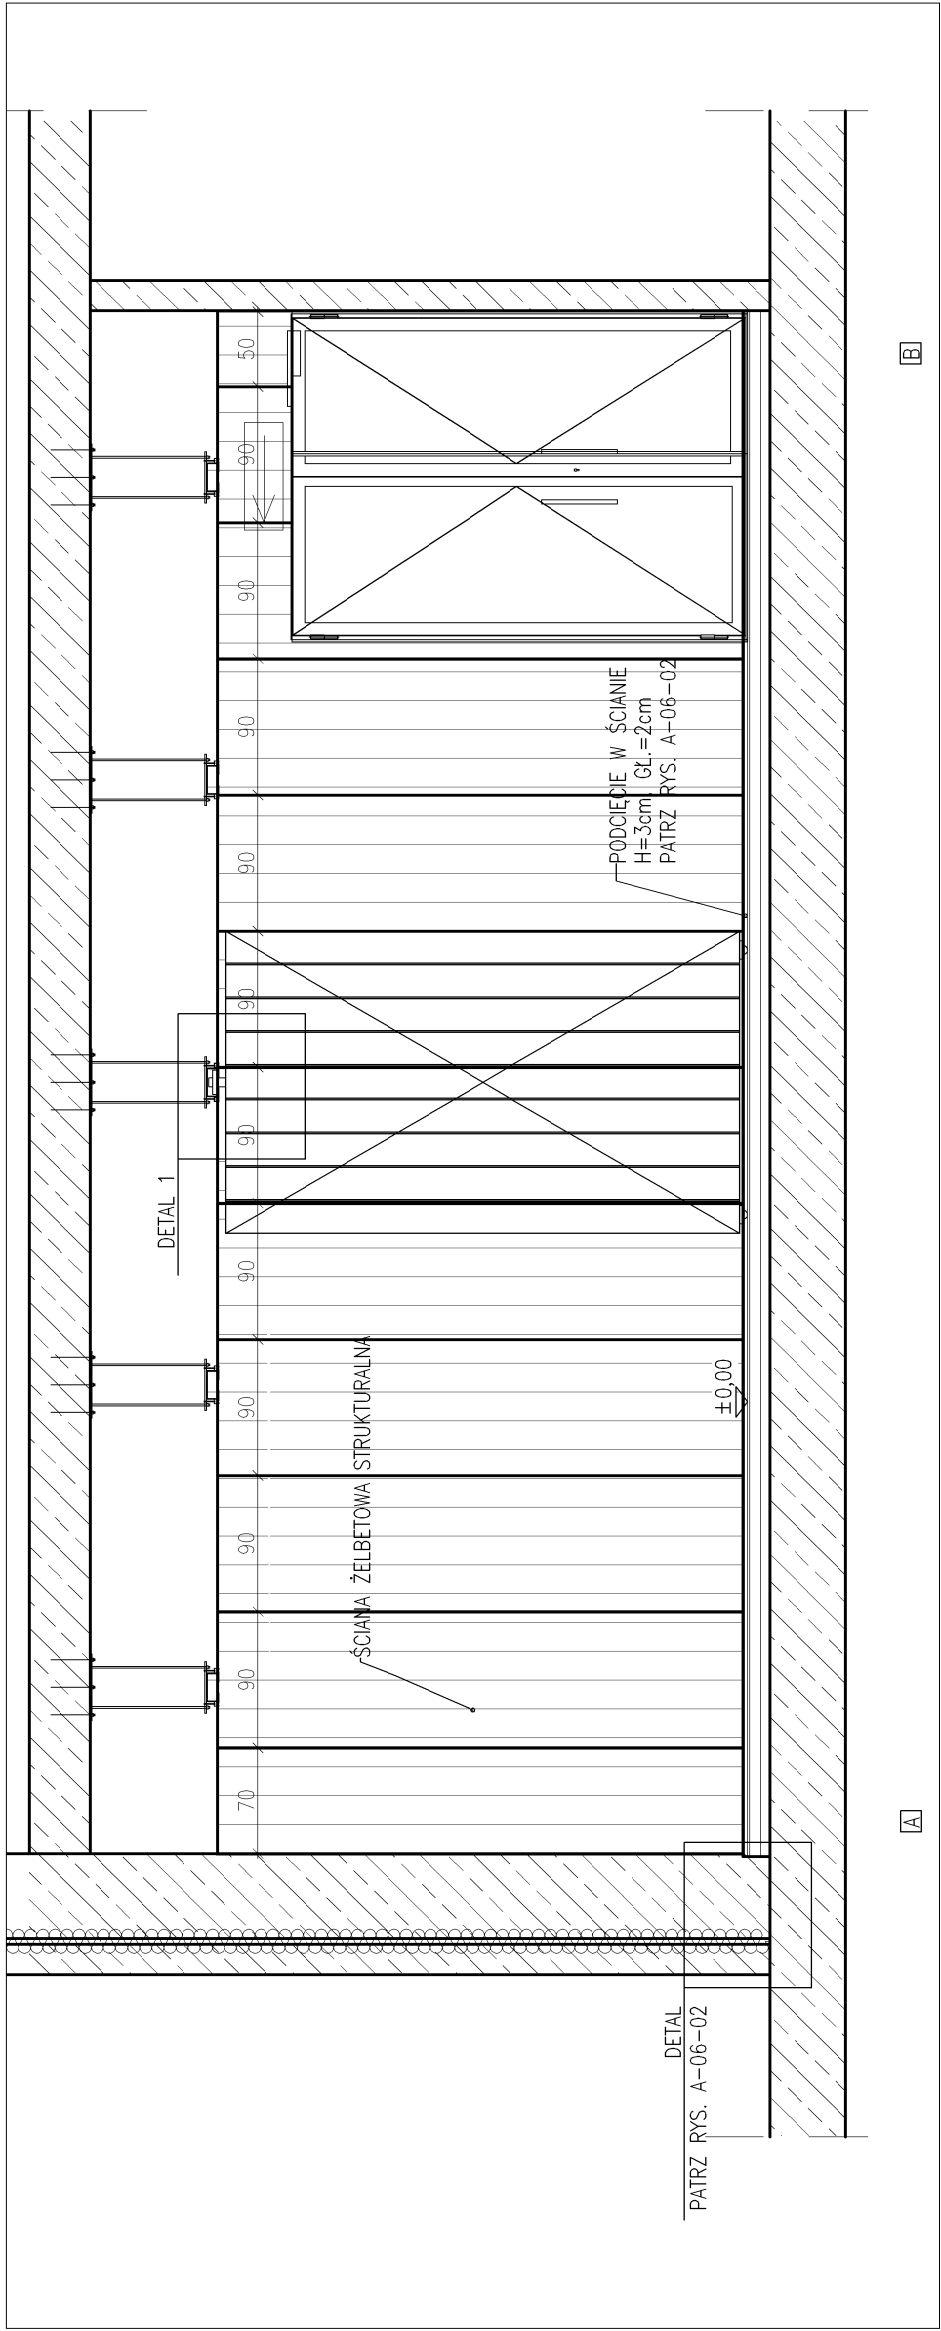 DETAL 1
70
90
90
90
90
90
90
90
90
90
90
50
ŚCIANA ŻELBETOWA STRUKTURALNA
PODCIĘCIE W ŚCIANIE
H=3cm, GŁ.=2cm
PATRZ RYS. A-06-02
±0,00
DETAL
PATRZ RYS. A-06-02
A
B